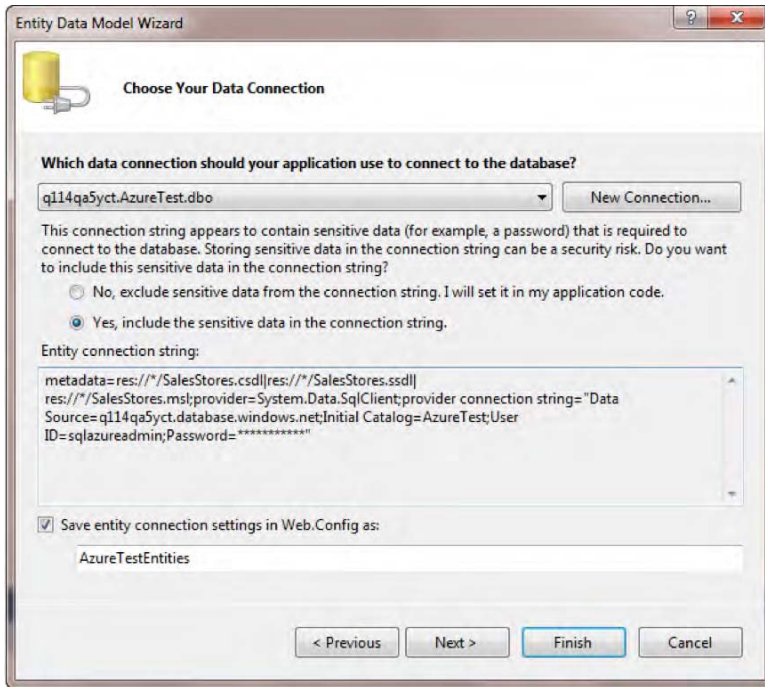 Entity Data Model Wizard
Choose Your Data Connection
Which data connection should your application use to connect to the database?
q114qa5yct.AzureTest.dbo
New Connection...
This connection string appears to contain sensitive data (for example, a password) that is required to
connect to the database. Storing sensitive data in the connection string can be a security risk. Do you want
to include this sensitive data in the connection string?
No, exclude sensitive data from the connection string. I will set it in my application code.
Yes, include the sensitive data in the connection string.
Entity connection string:
metadata=res://*/SalesStores.csdl|res://*/SalesStores.ssdl|
res://*/SalesStores.msl;provider=System.Data.SqlClient;provider connection string="Data
Source=q114qa5yct.database.windows.net;Initial Catalog=AzureTest;User
ID=sqlazureadmin;Password=***********"
Save entity connection settings in Web.Config as:
AzureTestEntities
< Previous
Next >
Finish
Cancel